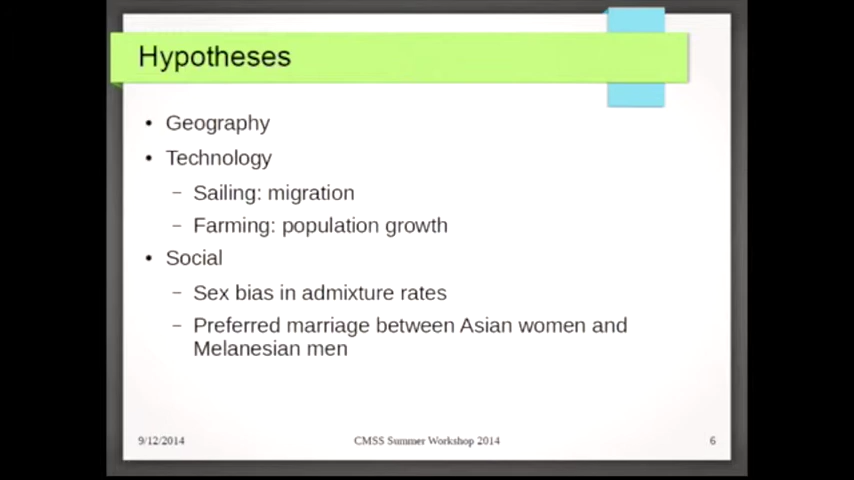 Hypotheses
• Geography
• Technology
– Sailing: migration
– Farming: population growth
• Social
– Sex bias in admixture rates
– Preferred marriage between Asian women and
Melanesian men
9/12/2014 CMSS Summer Workshop 2014 6